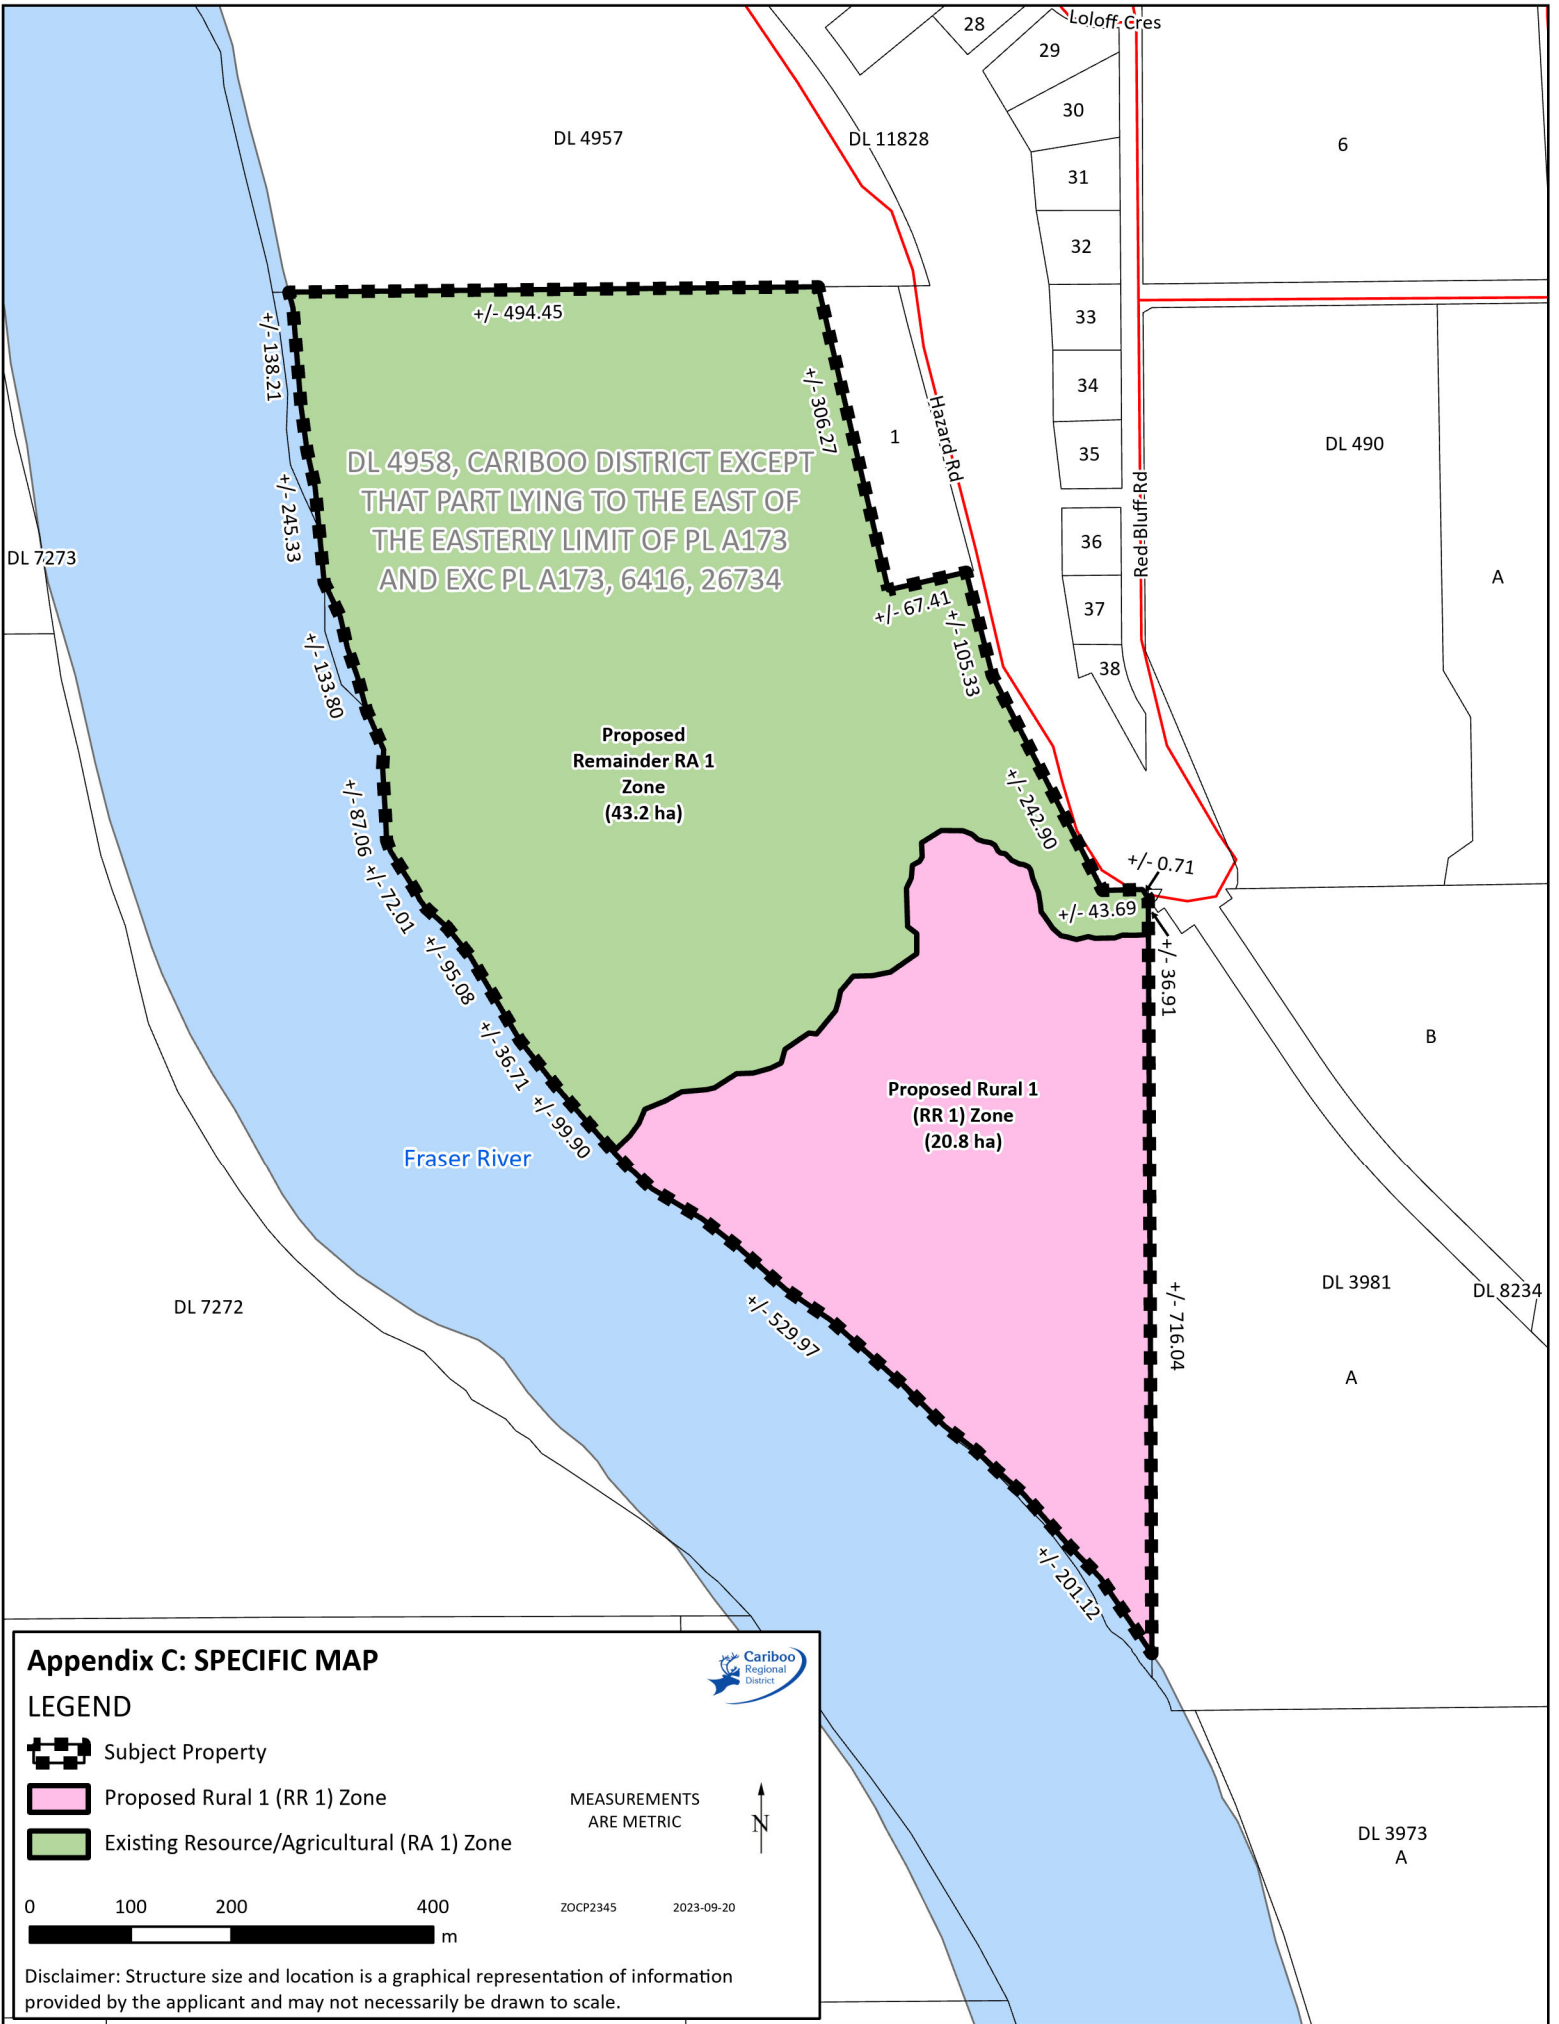 Loloff Cres
28
29
30
DL 4957
DL 11828
6
31
32
33
34
35
36
37
38
+/- 494.45
+/- 138.21
+/- 306.27
1
Hazard Rd
Red Bluff Rd
DL 490
A
DL 4958, CARIBOO DISTRICT EXCEPT
THAT PART LYING TO THE EAST OF
THE EASTERLY LIMIT OF PL A173
AND EXC PL A173, 6416, 26734
+/- 245.33
DL 7273
+/- 67.41
+/- 105.33
+/- 133.80
Proposed
Remainder RA 1
Zone
(43.2 ha)
+/- 242.90
+/- 87.06
+/- 72.01
+/- 0.71
+/- 43.69
+/- 95.08
+/- 36.91
+/- 36.71
+/- 99.90
B
Proposed Rural 1
(RR 1) Zone
(20.8 ha)
Fraser River
DL 7272
+/- 529.97
+/- 716.04
DL 3981
DL 8234
A
+/- 201.12
DL 3973
A
Appendix C: SPECIFIC MAP
Cariboo
Regional
District
LEGEND
Subject Property
Proposed Rural 1 (RR 1) Zone
Existing Resource/Agricultural (RA 1) Zone
MEASUREMENTS
ARE METRIC
N
0 100 200 400
m
ZOCP2345 2023-09-20
Disclaimer: Structure size and location is a graphical representation of information
provided by the applicant and may not necessarily be drawn to scale.